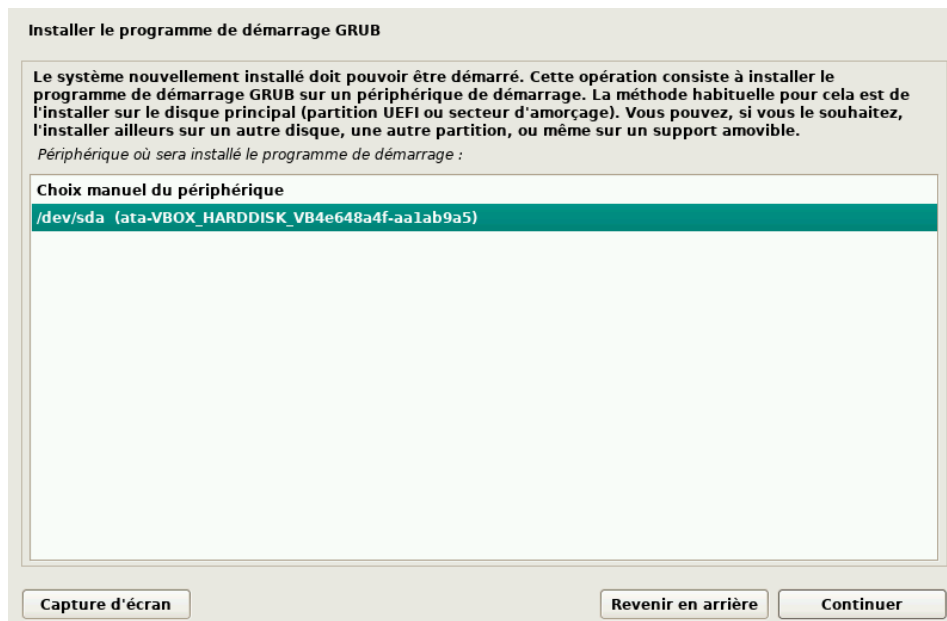 Installer le programme de démarrage GRUB
Le système nouvellement installé doit pouvoir être démarré. Cette opération consiste à installer le
programme de démarrage GRUB sur un périphérique de démarrage. La méthode habituelle pour cela est de
l'installer sur le disque principal (partition UEFI ou secteur d'amorçage). Vous pouvez, si vous le souhaitez,
l'installer ailleurs sur un autre disque, une autre partition, ou même sur un support amovible.
Périphérique où sera installé le programme de démarrage :
Choix manuel du périphérique
/dev/sda (ata-VBOX_HARDDISK_VB4e648a4f-aa1ab9a5)
Capture d'écran
Revenir en arrière
Continuer